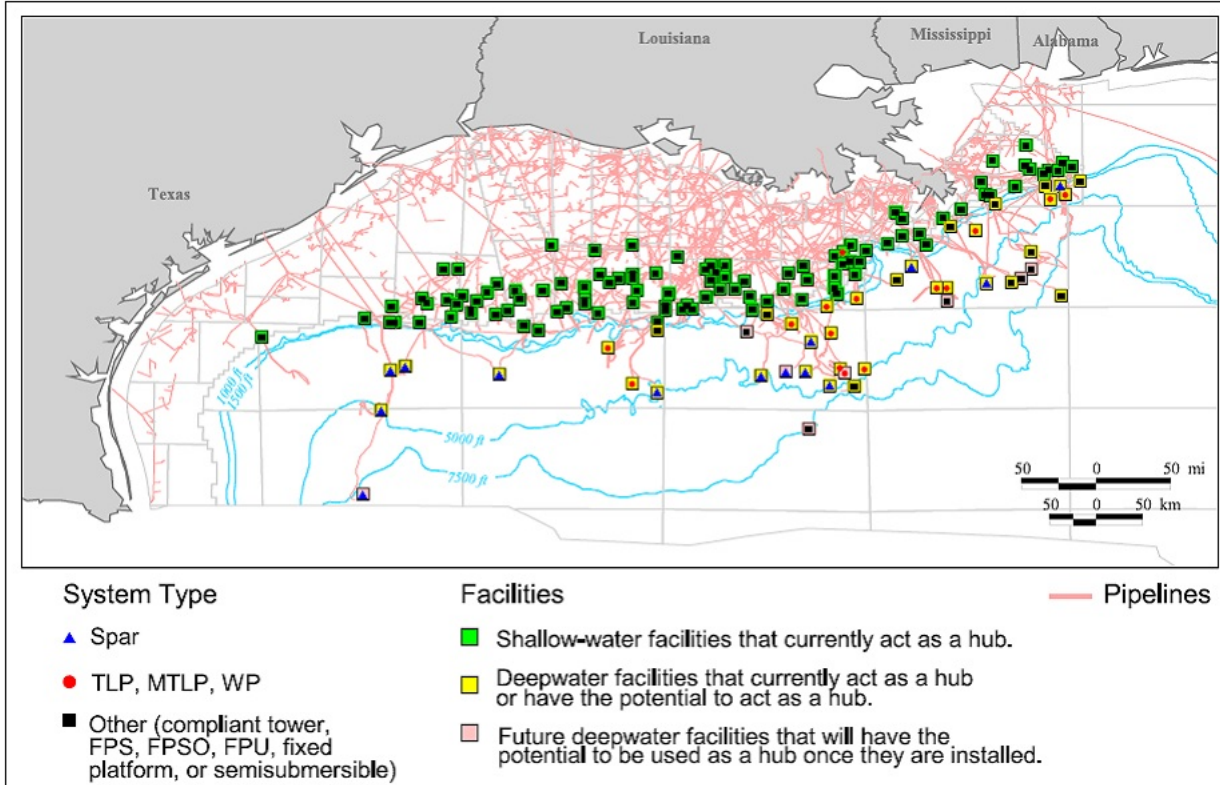 Louisiana
Mississippi
Alabama
Texas
1000 ft
1500 ft
5000 ft
7500 ft
50 0 50 mi
50 0 50 km
System Type
Spar
TLP, MTLP, WP
Other (compliant tower,
FPS, FPSO, FPU, fixed
platform, or semisubmersible)
Facilities
Shallow-water facilities that currently act as a hub.
Deepwater facilities that currently act as a hub
or have the potential to act as a hub.
Future deepwater facilities that will have the
potential to be used as a hub once they are installed.
Pipelines